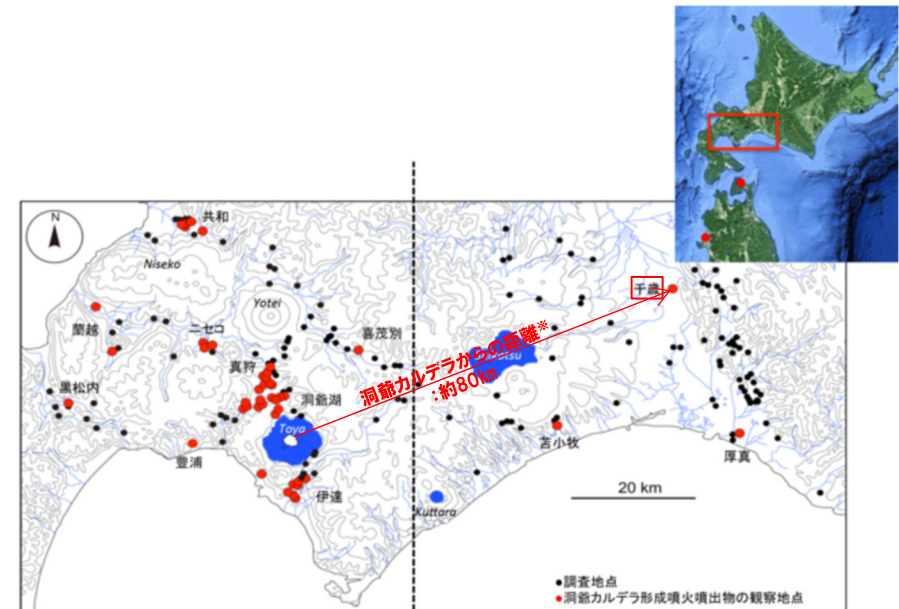 N
共和
Niseko
千歳
Yotei
蘭越
ニセコ
喜茂別
洞爺カルデラからの距離※
:約80km
真狩
黒松内
洞爺湖
Toya
苫小牧
豊浦
厚真
伊達
20 km
Kuttara
●調査地点
●洞爺カルデラ形成噴火噴出物の観察地点